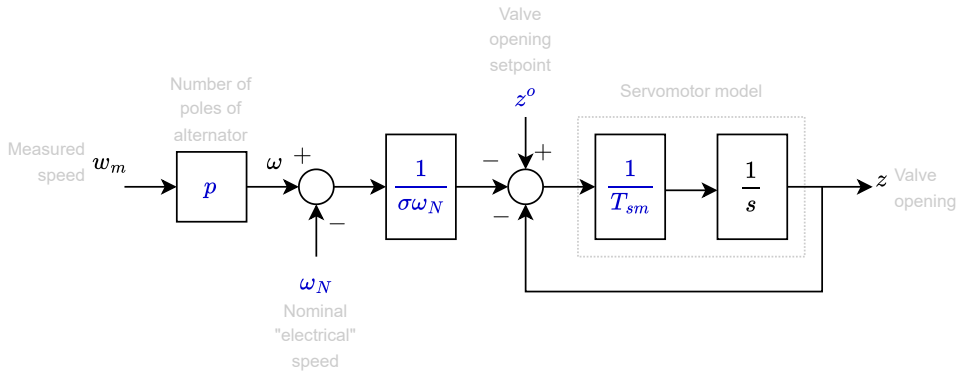 Valve
opening
setpoint
z^o
Number of
poles of
alternator
Servomotor model
Measured
speed
w_m
p
ω
+
−
1
σω_N
−
+
−
1
T_sm
1
s
z
Valve
opening
ω_N
Nominal
"electrical"
speed